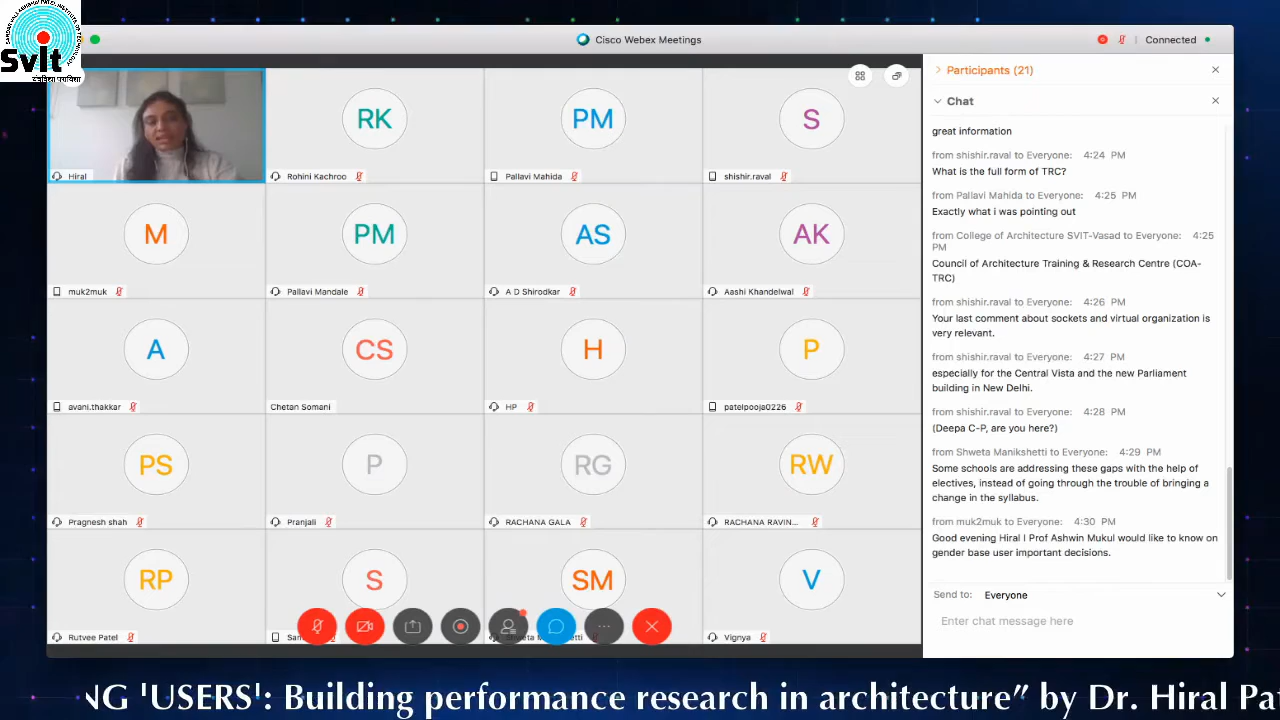 SARDAR VALLABHBHAI PATEL INSTITUTE OF TECHNOLOGY
SVIT
Cisco Webex Meetings
Connected
Hiral
RK
Rohini Kachroo
PM
Pallavi Mahida
S
shishir.raval
M
muk2muk
PM
Pallavi Mandale
AS
A D Shirodkar
AK
Aashi Khandelwal
A
avani.thakkar
CS
Chetan Somani
H
HP
P
patelpooja0226
PS
Pragnesh shah
P
Pranjali
RG
RACHANA GALA
RW
RACHANA RAVIN...
RP
Rutvee Patel
S
SM
V
Vignya
Participants (21)
Chat
great information
from shishir.raval to Everyone: 4:24 PM
What is the full form of TRC?
from Pallavi Mahida to Everyone: 4:25 PM
Exactly what i was pointing out
from College of Architecture SVIT-Vasad to Everyone: 4:25
PM
Council of Architecture Training & Research Centre (COA-
TRC)
from shishir.raval to Everyone: 4:26 PM
Your last comment about sockets and virtual organization is
very relevant.
from shishir.raval to Everyone: 4:27 PM
especially for the Central Vista and the new Parliament
building in New Delhi.
from shishir.raval to Everyone: 4:28 PM
(Deepa C-P, are you here?)
from Shweta Manikshetti to Everyone: 4:29 PM
Some schools are addressing these gaps with the help of
electives, instead of going through the trouble of bringing a
change in the syllabus.
from muk2muk to Everyone: 4:30 PM
Good evening Hiral I Prof Ashwin Mukul would like to know on
gender base user important decisions.
Send to: Everyone
Enter chat message here
NG 'USERS': Building performance research in architecture” by Dr. Hiral Pa